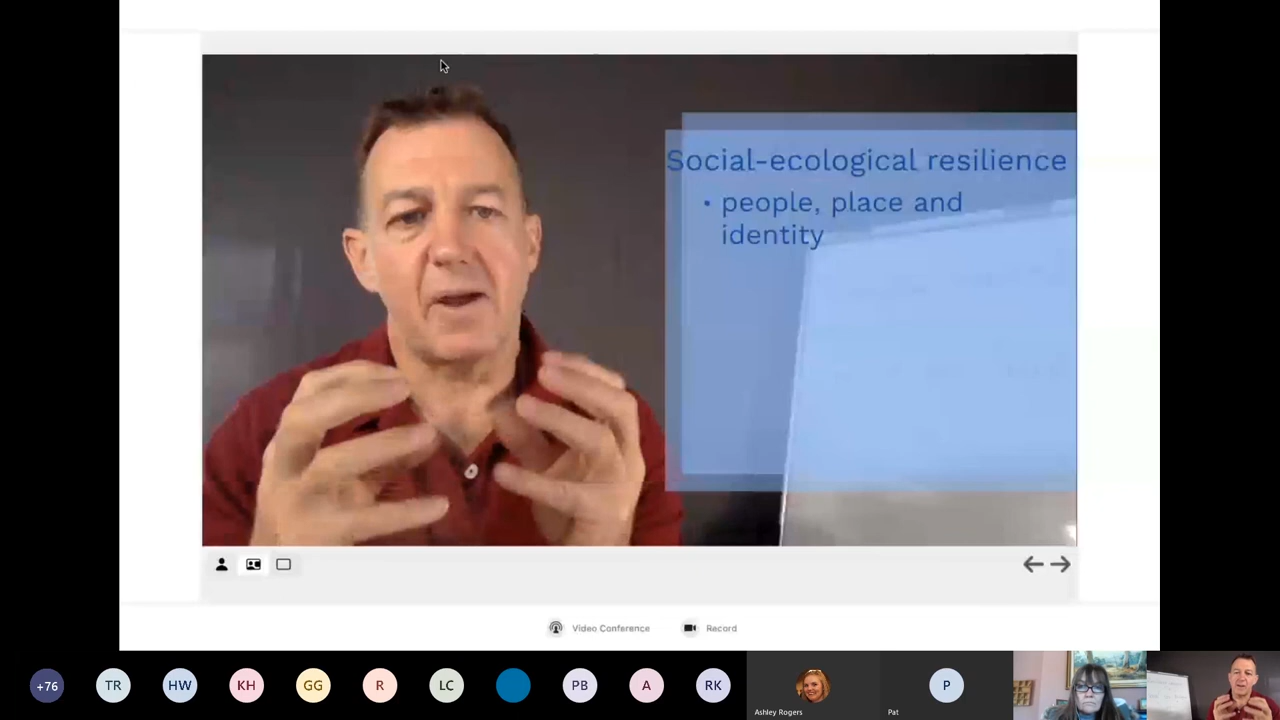 Social-ecological resilience
• people, place and
identity
Video Conference
Record
+76
TR
HW
KH
GG
R
LC
PB
A
RK
Ashley Rogers
P
Pat